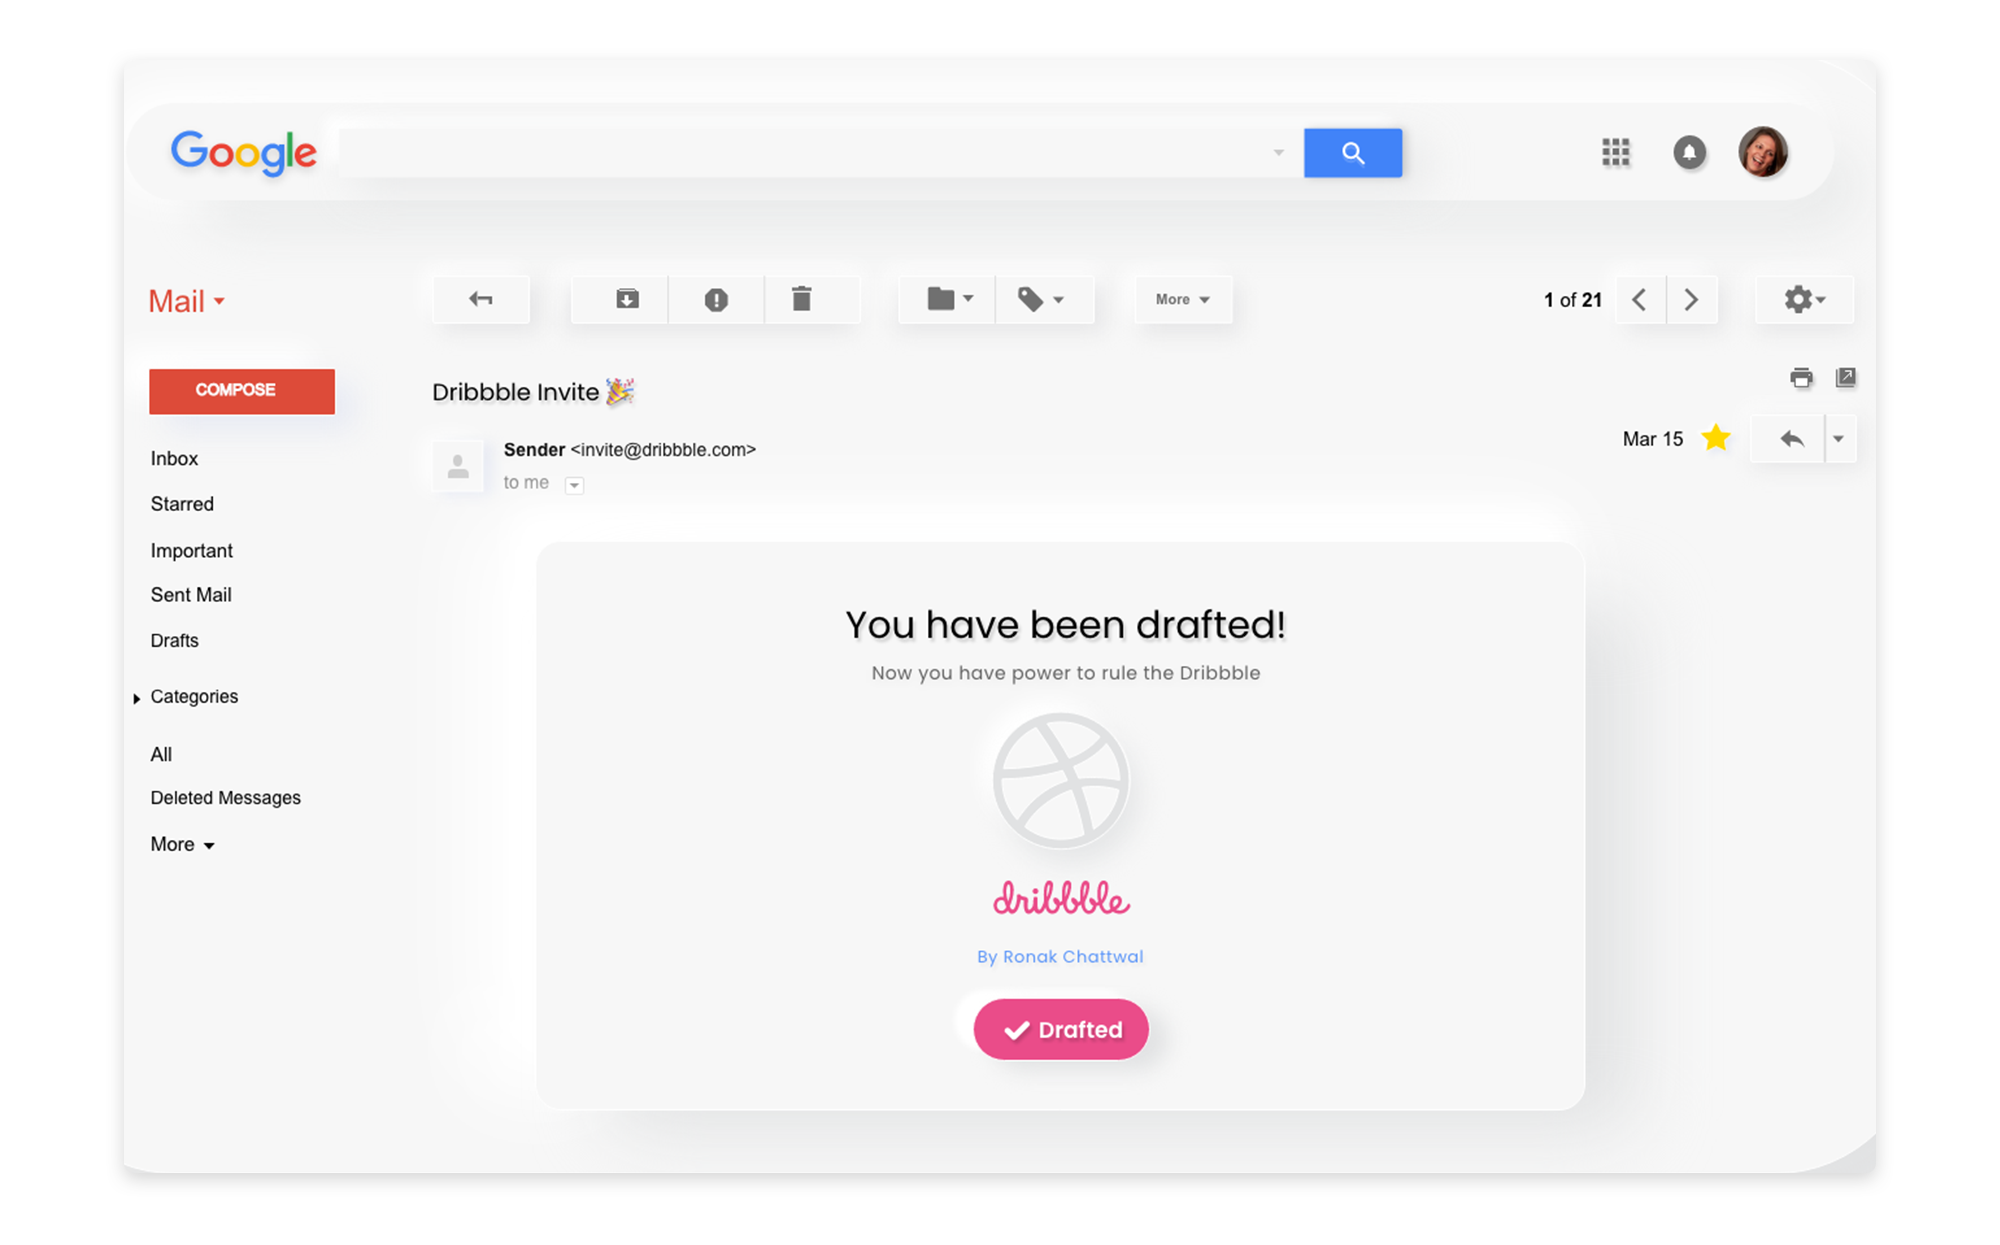 Google
Mail
More
1 of 21
COMPOSE
Dribbble Invite
Sender <invite@dribbble.com>
Mar 15
to me
Inbox
Starred
Important
Sent Mail
Drafts
Categories
All
Deleted Messages
More
You have been drafted!
Now you have power to rule the Dribbble
dribbble
By Ronak Chattwal
Drafted